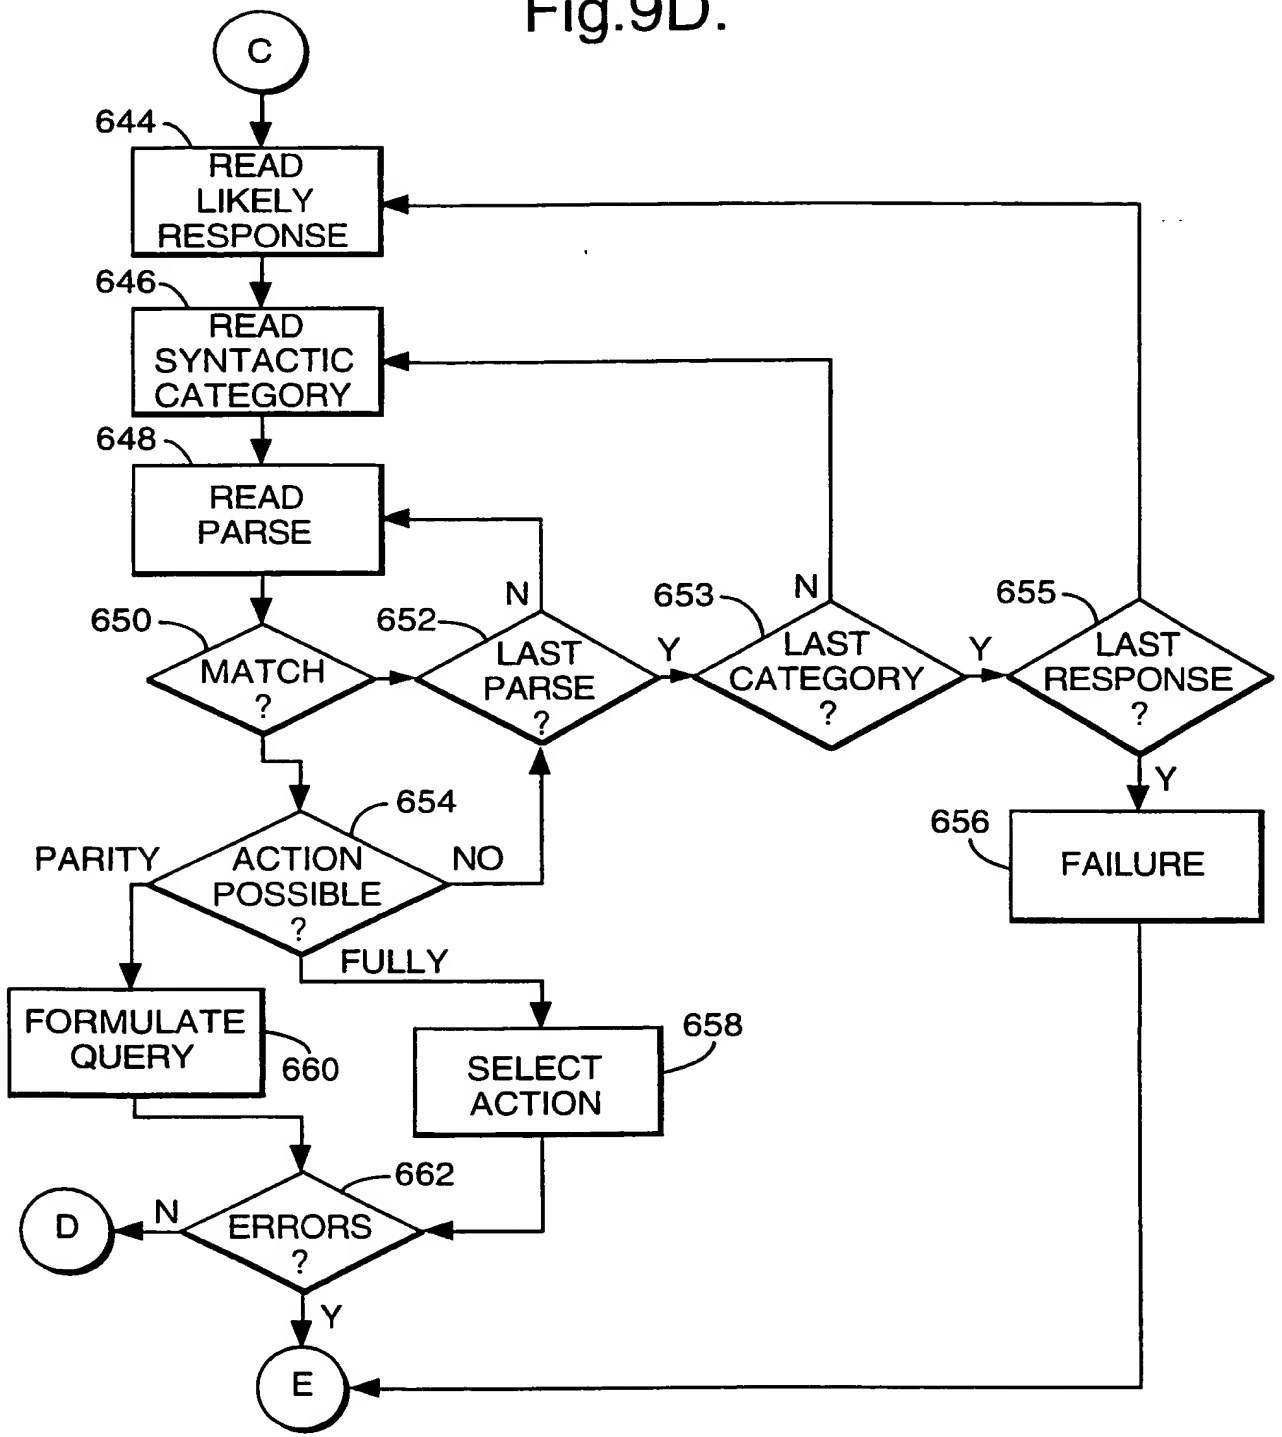 Fig.9D.
C
644
READ
LIKELY
RESPONSE
646
READ
SYNTACTIC
CATEGORY
648
READ
PARSE
650
MATCH
?
652
LAST
PARSE
?
N
Y
653
LAST
CATEGORY
?
N
Y
655
LAST
RESPONSE
?
Y
654
ACTION
POSSIBLE
?
PARITY
NO
FULLY
656
FAILURE
FORMULATE
QUERY
660
658
SELECT
ACTION
662
ERRORS
?
N
D
Y
E